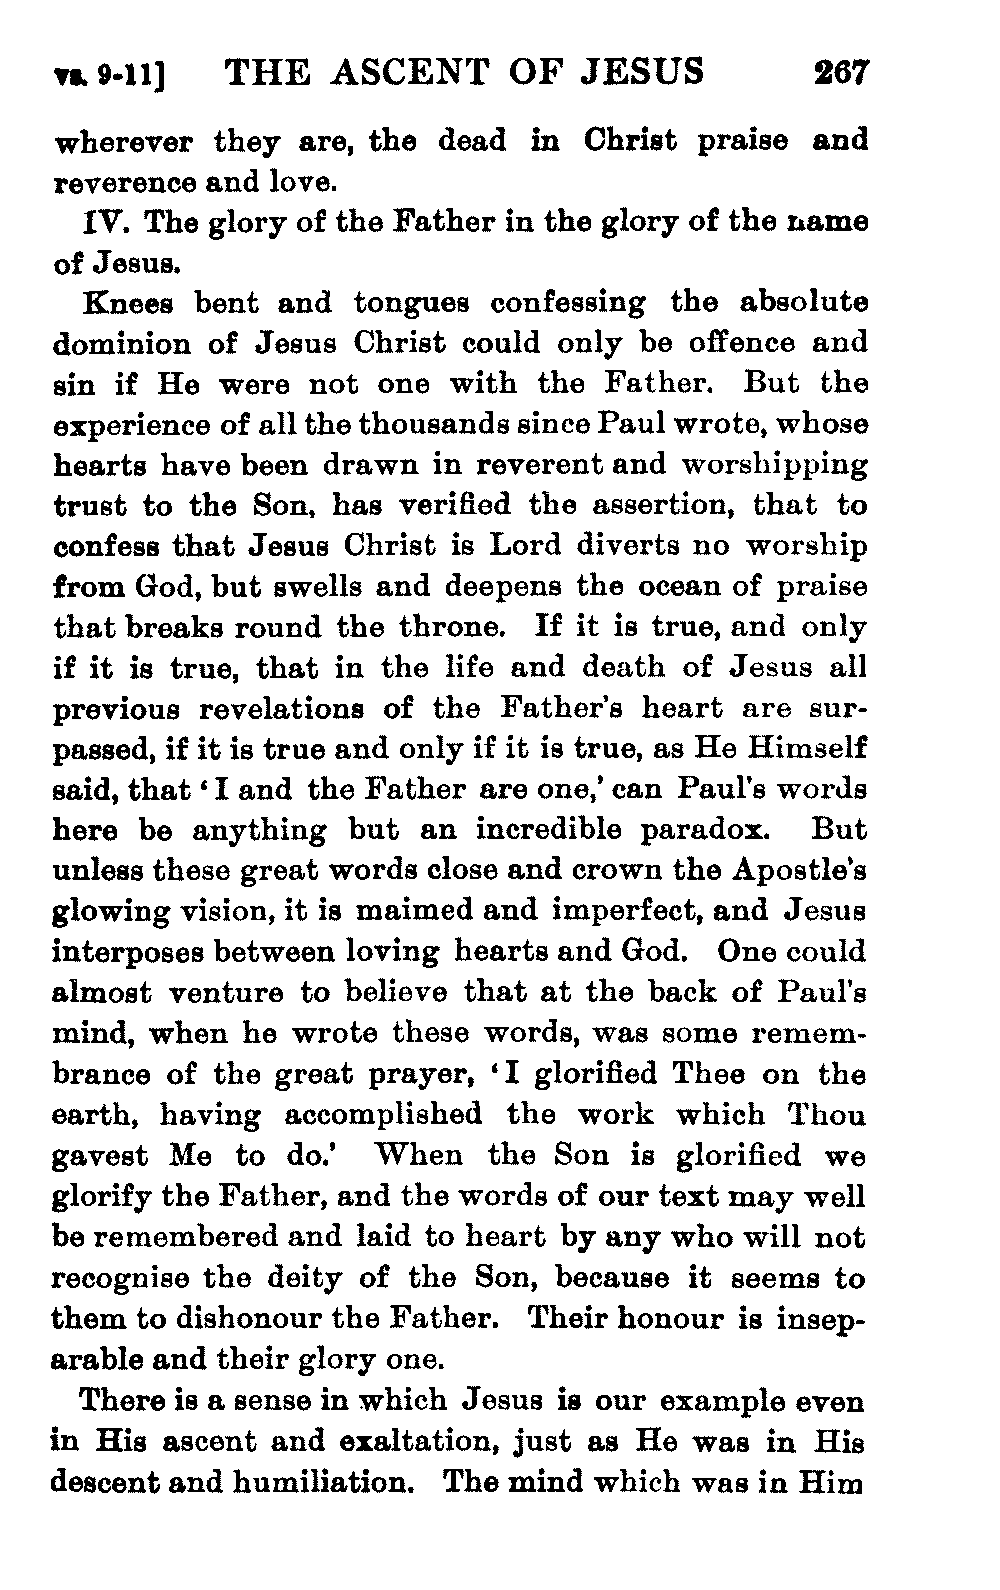 vs. 9-11] THE ASCENT OF JESUS 267
wherever they are, the dead in Christ praise and
reverence and love.
IV. The glory of the Father in the glory of the name
of Jesus.
Knees bent and tongues confessing the absolute
dominion of Jesus Christ could only be offence and
sin if He were not one with the Father. But the
experience of all the thousands since Paul wrote, whose
hearts have been drawn in reverent and worshipping
trust to the Son, has verified the assertion, that to
confess that Jesus Christ is Lord diverts no worship
from God, but swells and deepens the ocean of praise
that breaks round the throne. If it is true, and only
if it is true, that in the life and death of Jesus all
previous revelations of the Father's heart are sur-
passed, if it is true and only if it is true, as He Himself
said, that ‘I and the Father are one,’ can Paul's words
here be anything but an incredible paradox. But
unless these great words close and crown the Apostle's
glowing vision, it is maimed and imperfect, and Jesus
interposes between loving hearts and God. One could
almost venture to believe that at the back of Paul's
mind, when he wrote these words, was some remem-
brance of the great prayer, ‘I glorified Thee on the
earth, having accomplished the work which Thou
gavest Me to do.’ When the Son is glorified we
glorify the Father, and the words of our text may well
be remembered and laid to heart by any who will not
recognise the deity of the Son, because it seems to
them to dishonour the Father. Their honour is insep-
arable and their glory one.
There is a sense in which Jesus is our example even
in His ascent and exaltation, just as He was in His
descent and humiliation. The mind which was in Him